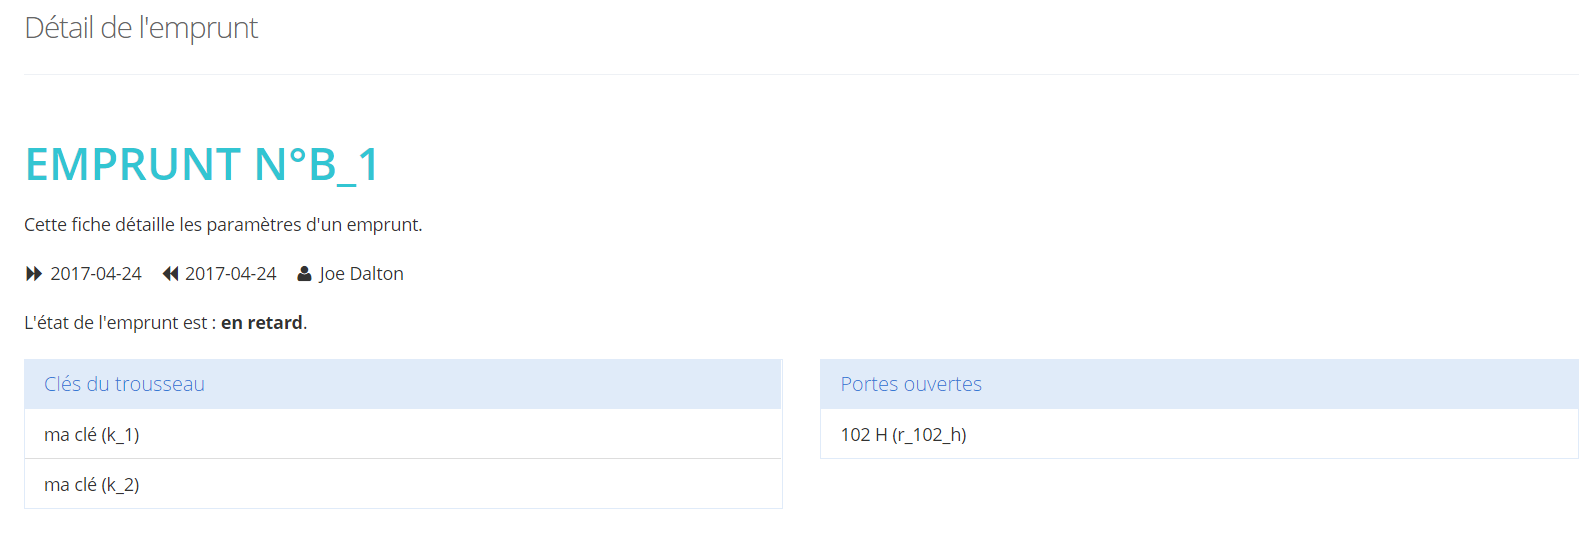 Détail de l'emprunt
EMPRUNT N°B_1
Cette fiche détaille les paramètres d'un emprunt.
2017-04-24 2017-04-24 Joe Dalton
L'état de l'emprunt est : en retard.
Clés du trousseau
ma clé (k_1)
ma clé (k_2)
Portes ouvertes
102 H (r_102_h)